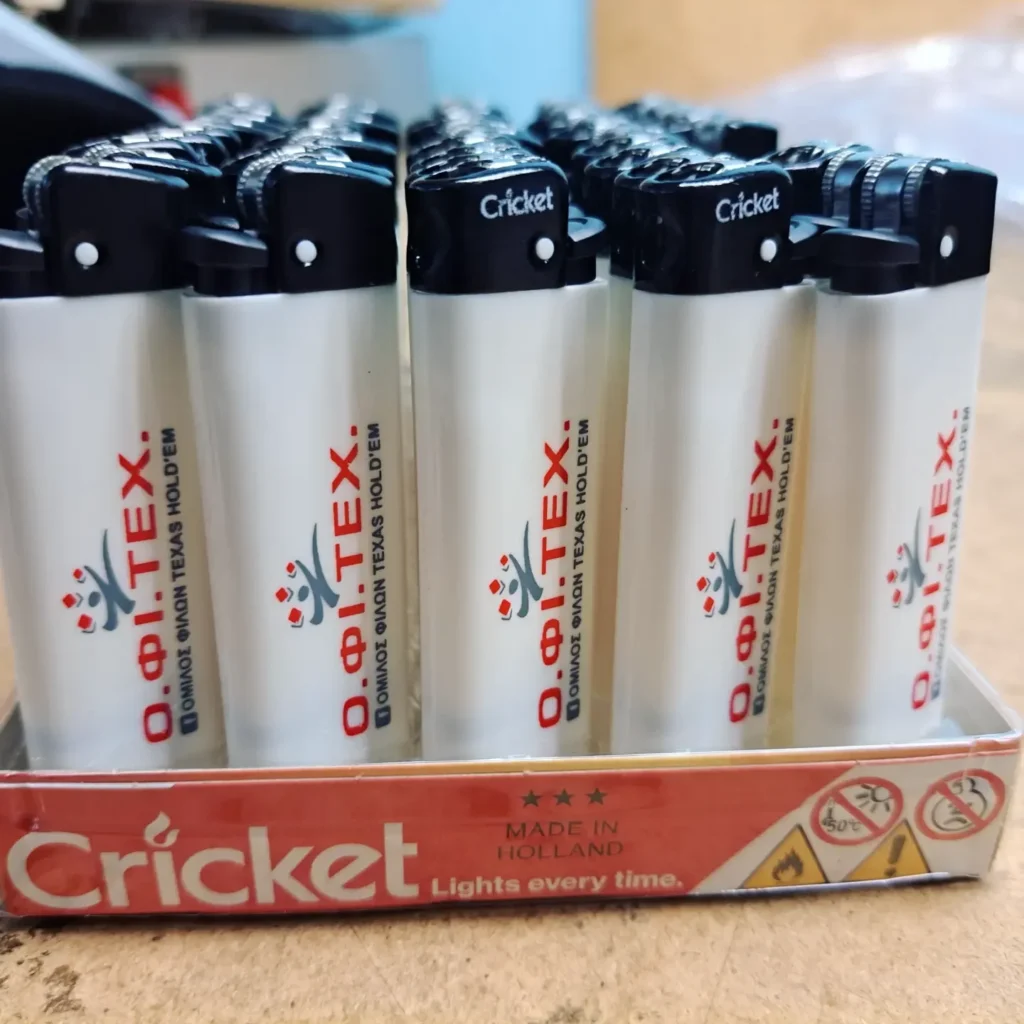 Cricket
Cricket
Ο.ΦΙ.ΤΕΧ.
ΟΜΙΛΟΣ ΦΙΛΩΝ TEXAS HOLD'EM
Ο.ΦΙ.ΤΕΧ.
ΟΜΙΛΟΣ ΦΙΛΩΝ TEXAS HOLD'EM
Ο.ΦΙ.ΤΕΧ.
ΟΜΙΛΟΣ ΦΙΛΩΝ TEXAS HOLD'EM
Ο.ΦΙ.ΤΕΧ.
ΟΜΙΛΟΣ ΦΙΛΩΝ TEXAS HOLD'EM
Ο.ΦΙ.ΤΕΧ.
ΟΜΙΛΟΣ ΦΙΛΩΝ TEXAS HOLD'EM
Cricket
MADE IN
HOLLAND
Lights every time.
50°C